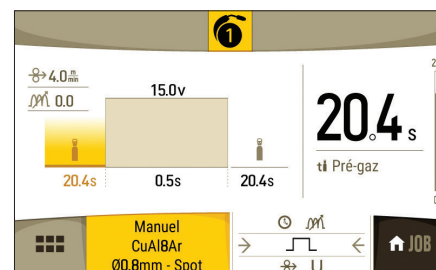 1
4.0 m/min
0.0
15.0v
20.4s
0.5s
20.4s
20.4 s
t Pré-gaz
Manuel
CuAl8Ar
Ø0.8mm - Spot
JOB